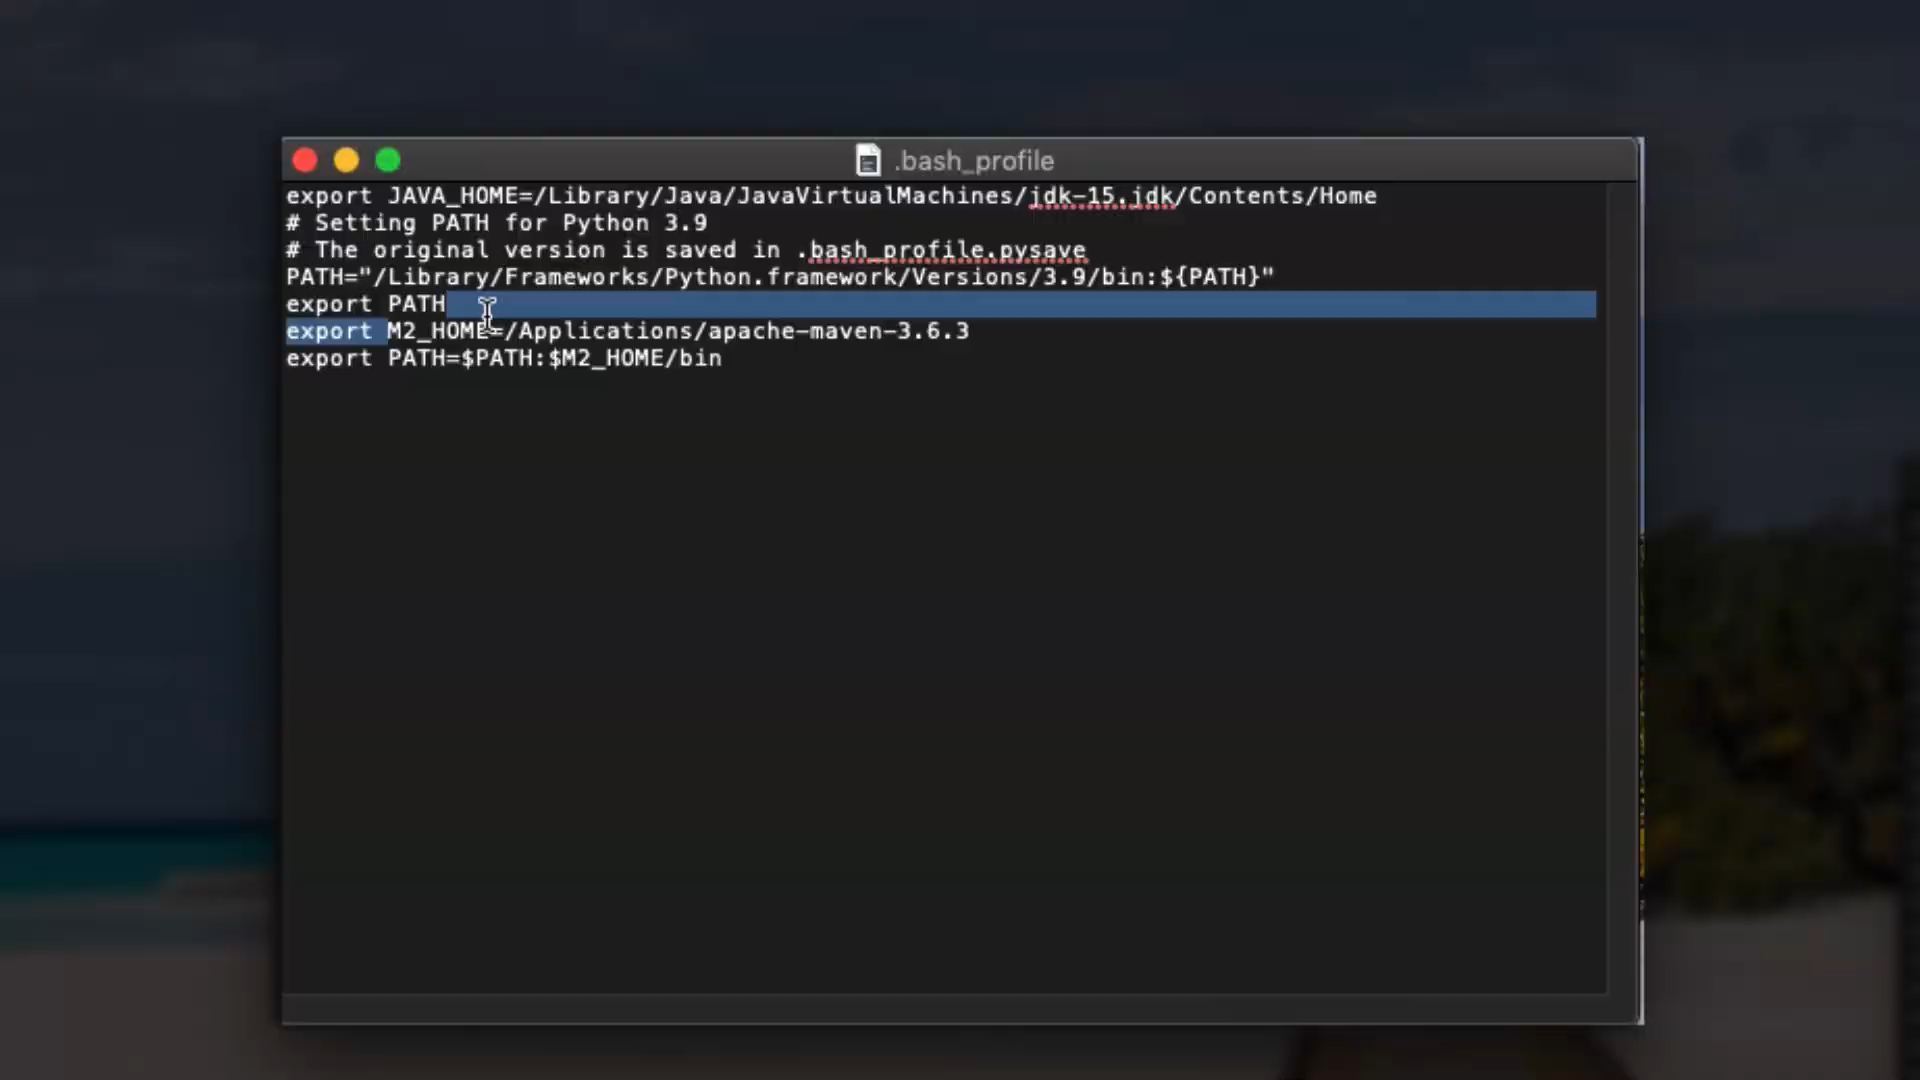 .bash_profile
export JAVA_HOME=/Library/Java/JavaVirtualMachines/jdk-15.jdk/Contents/Home
# Setting PATH for Python 3.9
# The original version is saved in .bash_profile.pysave
PATH="/Library/Frameworks/Python.framework/Versions/3.9/bin:${PATH}"
export PATH
export M2_HOME=/Applications/apache-maven-3.6.3
export PATH=$PATH:$M2_HOME/bin